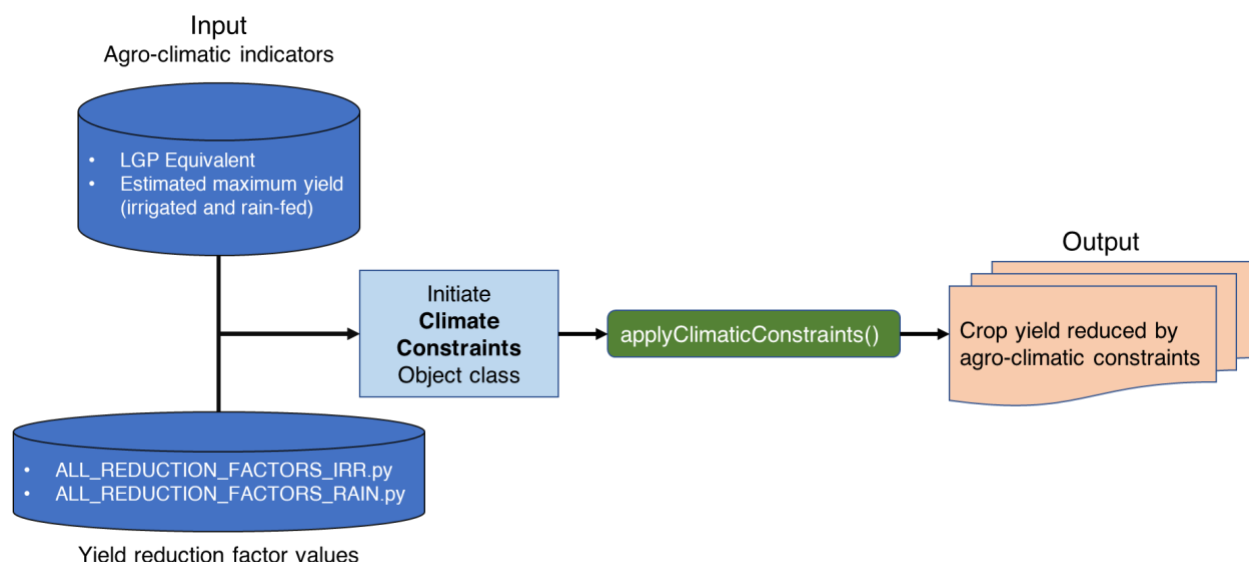 Input
Agro-climatic indicators
• LGP Equivalent
• Estimated maximum yield
(irrigated and rain-fed)
Output
Initiate
Climate
Constraints
Object class
applyClimaticConstraints()
Crop yield reduced by
agro-climatic constraints
• ALL_REDUCTION_FACTORS_IRR.py
• ALL_REDUCTION_FACTORS_RAIN.py
Yield reduction factor values